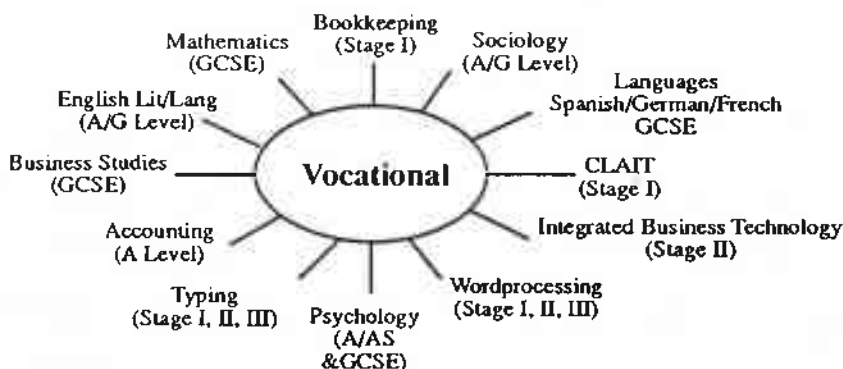 Bookkeeping
(Stage I)
Sociology
(A/G Level)
Languages
Spanish/German/French
GCSE
CLAIT
(Stage I)
Integrated Business Technology
(Stage II)
Wordprocessing
(Stage I, II, III)
Psychology
(A/AS
&GCSE)
Typing
(Stage I, II, III)
Accounting
(A Level)
Business Studies
(GCSE)
English Lit/Lang
(A/G Level)
Mathematics
(GCSE)
Vocational